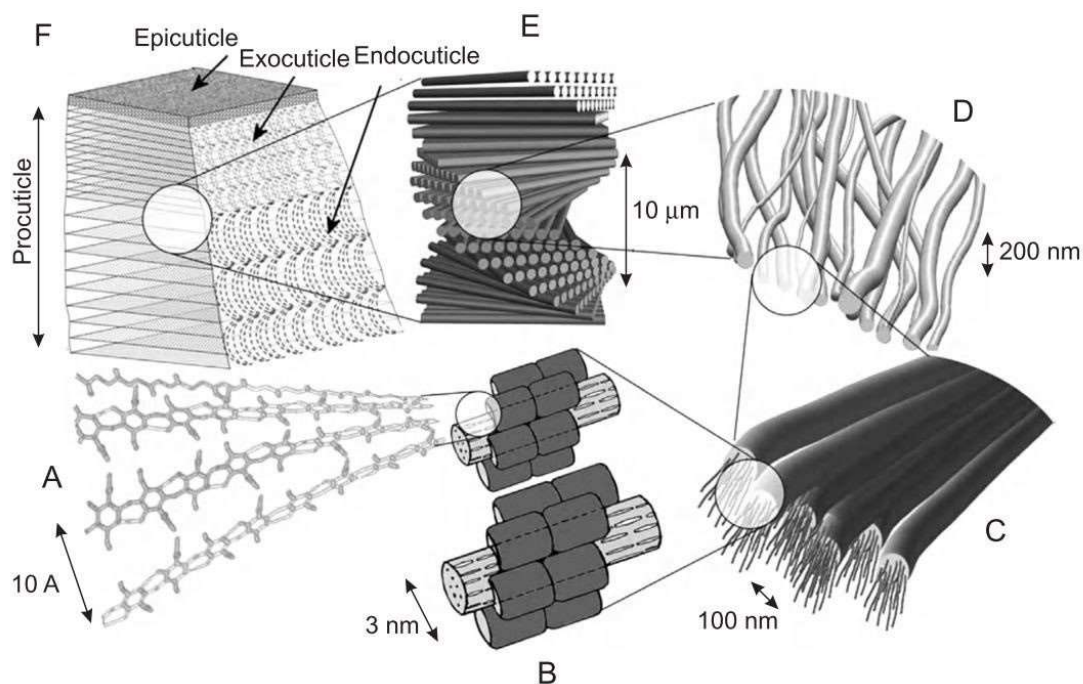 F
E
Epicuticle
Exocuticle
Endocuticle
D
Procuticle
10 μm
200 nm
A
10 A
3 nm
B
100 nm
C